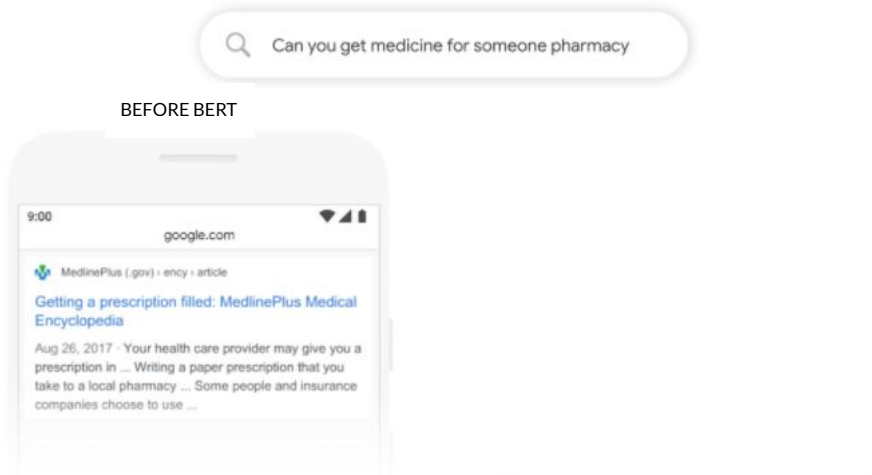 Can you get medicine for someone pharmacy
BEFORE BERT
9:00
google.com
MedlinePlus (.gov) › ency › article
Getting a prescription filled: MedlinePlus Medical
Encyclopedia
Aug 26, 2017 · Your health care provider may give you a
prescription in ... Writing a paper prescription that you
take to a local pharmacy ... Some people and insurance
companies choose to use ...